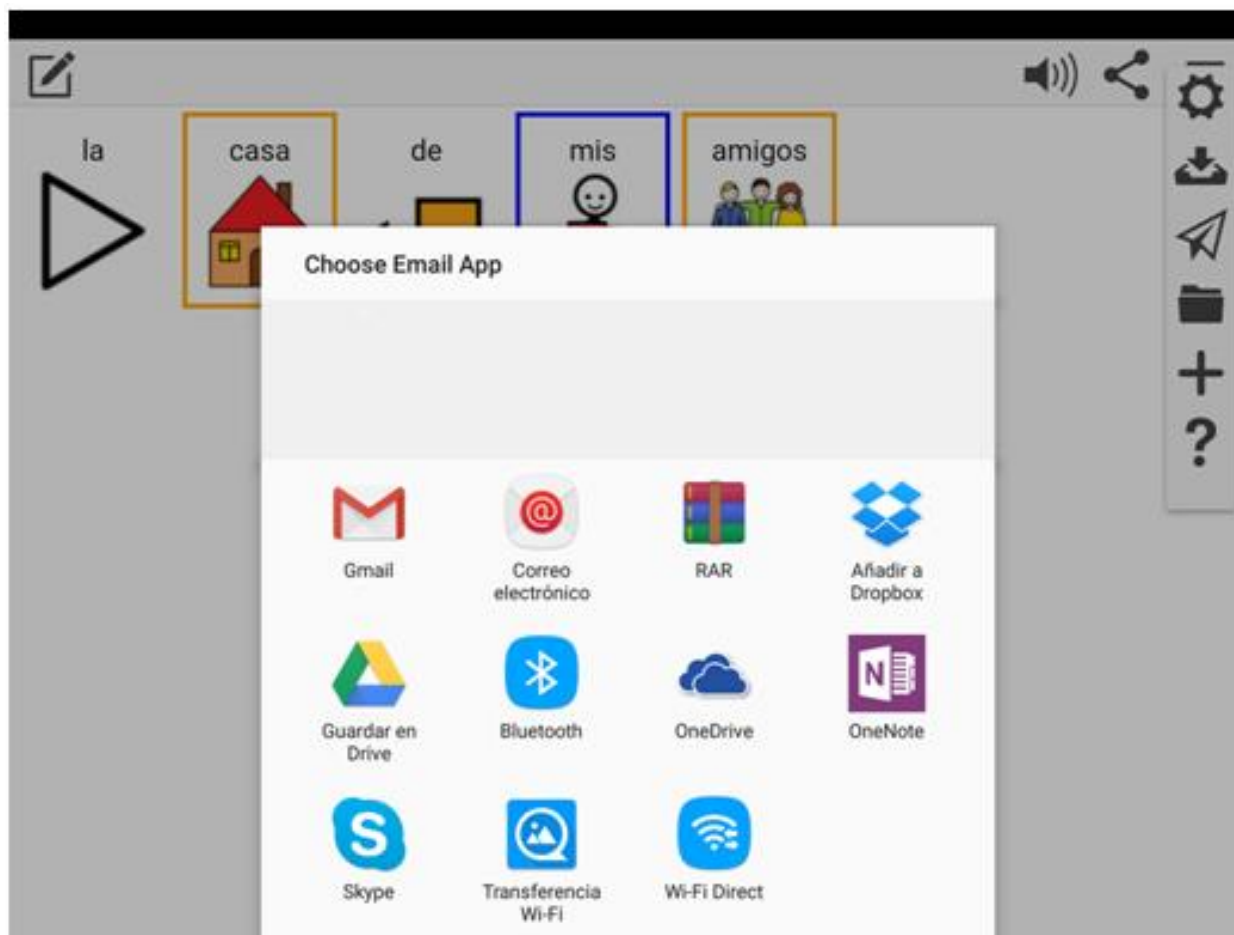 la casa de mis amigos
Choose Email App
Gmail
Correo
electrónico
RAR
Añadir a
Dropbox
Guardar en
Drive
Bluetooth
OneDrive
N
OneNote
S
Skype
Transferencia
Wi-Fi
Wi-Fi Direct